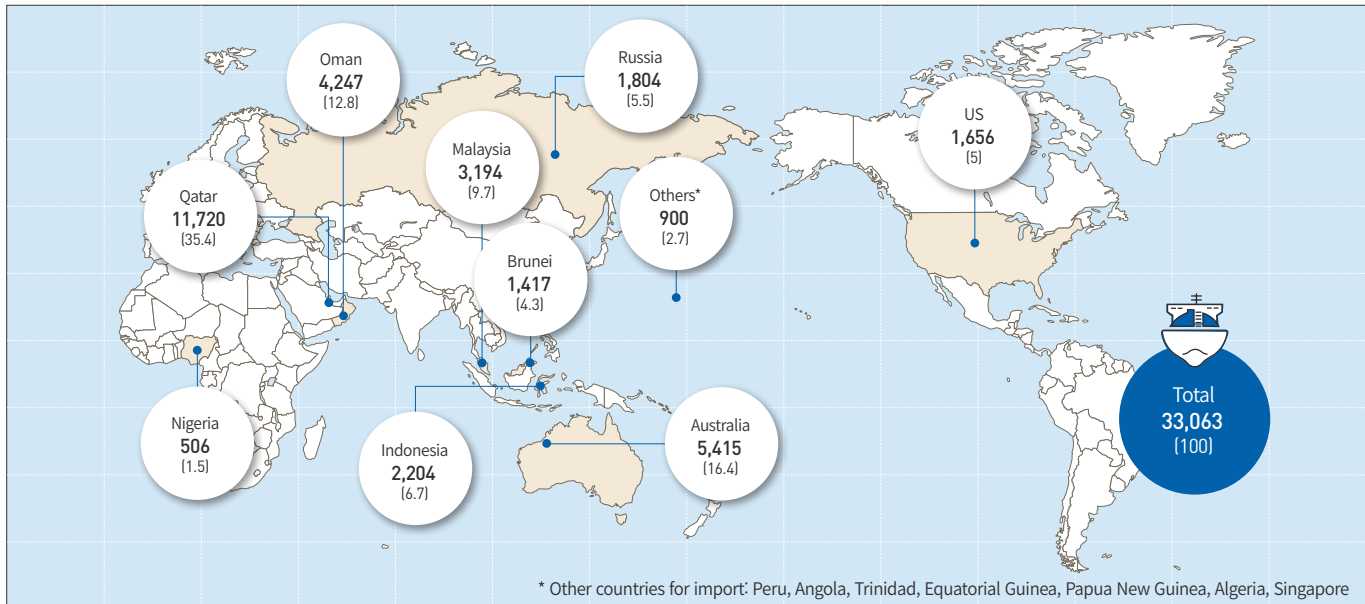 Oman
4,247
(12.8)
Russia
1,804
(5.5)
US
1,656
(5)
Malaysia
3,194
(9.7)
Qatar
11,720
(35.4)
Others*
900
(2.7)
Brunei
1,417
(4.3)
Total
33,063
(100)
Nigeria
506
(1.5)
Indonesia
2,204
(6.7)
Australia
5,415
(16.4)
* Other countries for import: Peru, Angola, Trinidad, Equatorial Guinea, Papua New Guinea, Algeria, Singapore